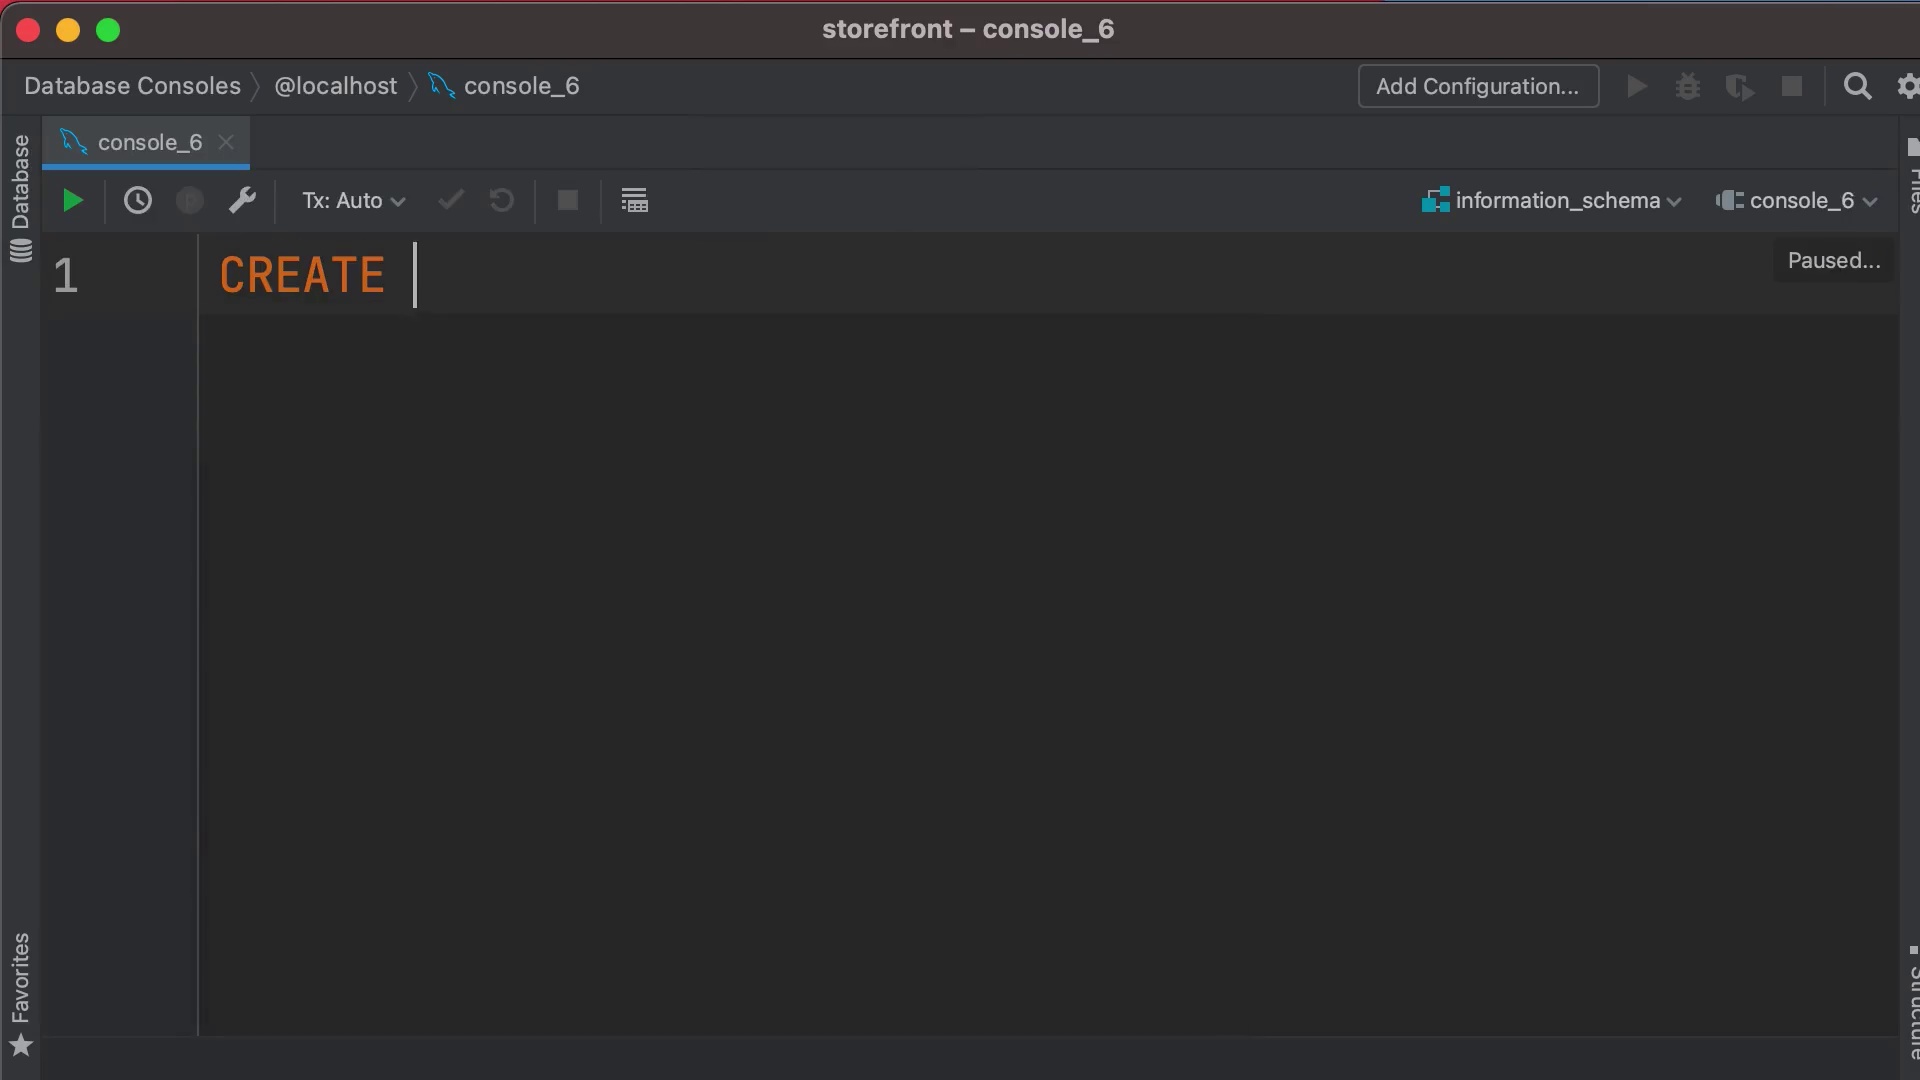 storefront – console_6
Database Consoles @localhost console_6
Add Configuration...
console_6
Database
Tx: Auto
information_schema
console_6
Files
1 CREATE
Paused...
Favorites
Structure